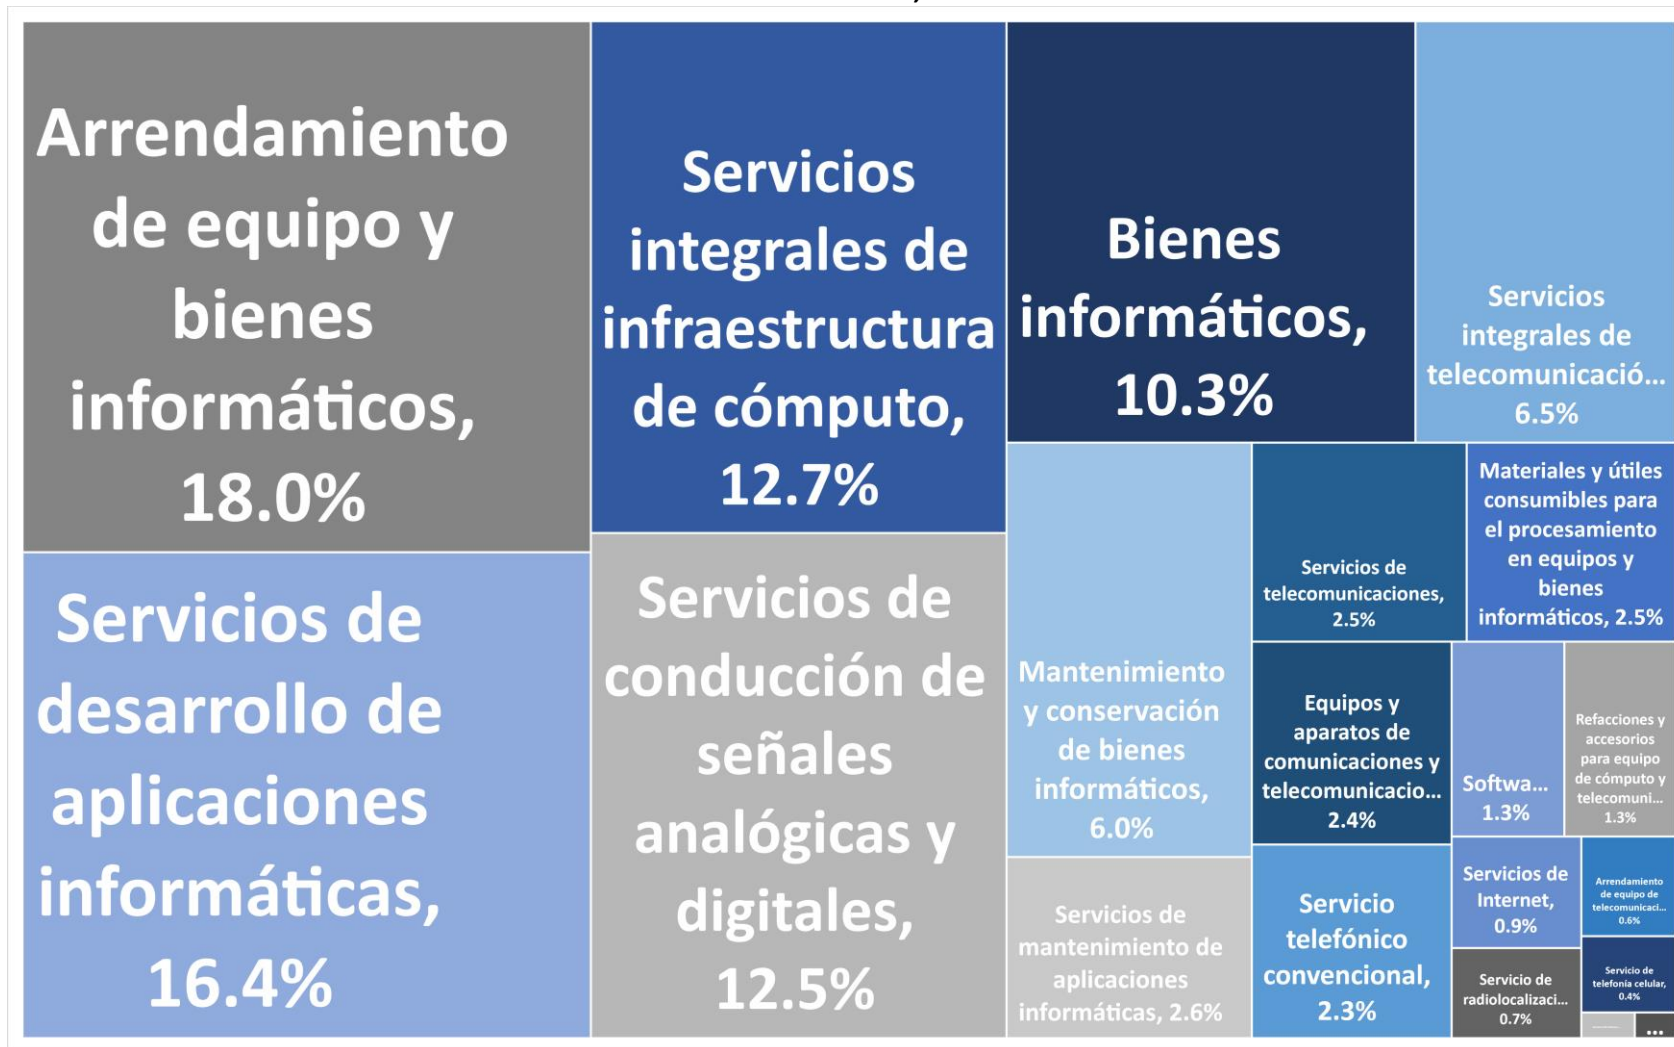 Arrendamiento
de equipo y
bienes
informáticos,
18.0%
Servicios de
desarrollo de
aplicaciones
informáticas,
16.4%
Servicios
integrales de
infraestructura
de cómputo,
12.7%
Servicios de
conducción de
señales
analógicas y
digitales,
12.5%
Bienes
informáticos,
10.3%
Servicios
integrales de
telecomunicació...
6.5%
Mantenimiento
y conservación
de bienes
informáticos,
6.0%
Servicios de
mantenimiento de
aplicaciones
informáticas, 2.6%
Servicios de
telecomunicaciones,
2.5%
Materiales y útiles
consumibles para
el procesamiento
en equipos y
bienes
informáticos, 2.5%
Equipos y
aparatos de
comunicaciones y
telecomunicacio...
2.4%
Servicio
telefónico
convencional,
2.3%
Softwa...
1.3%
Refacciones y
accesorios
para equipo
de cómputo y
telecomuni...
1.3%
Servicios de
Internet,
0.9%
Servicio de
radiolocalizaci...
0.7%
Arrendamiento
de equipo de
telecomunicaci...
0.6%
Servicio de
telefonía celular,
0.4%
...